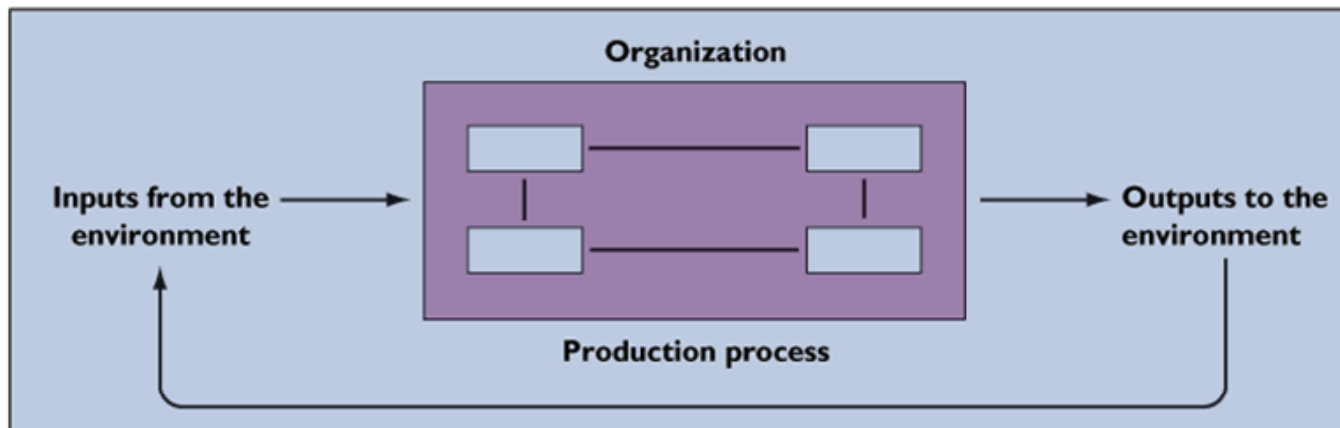 Organization
Inputs from the
environment
Outputs to the
environment
Production process